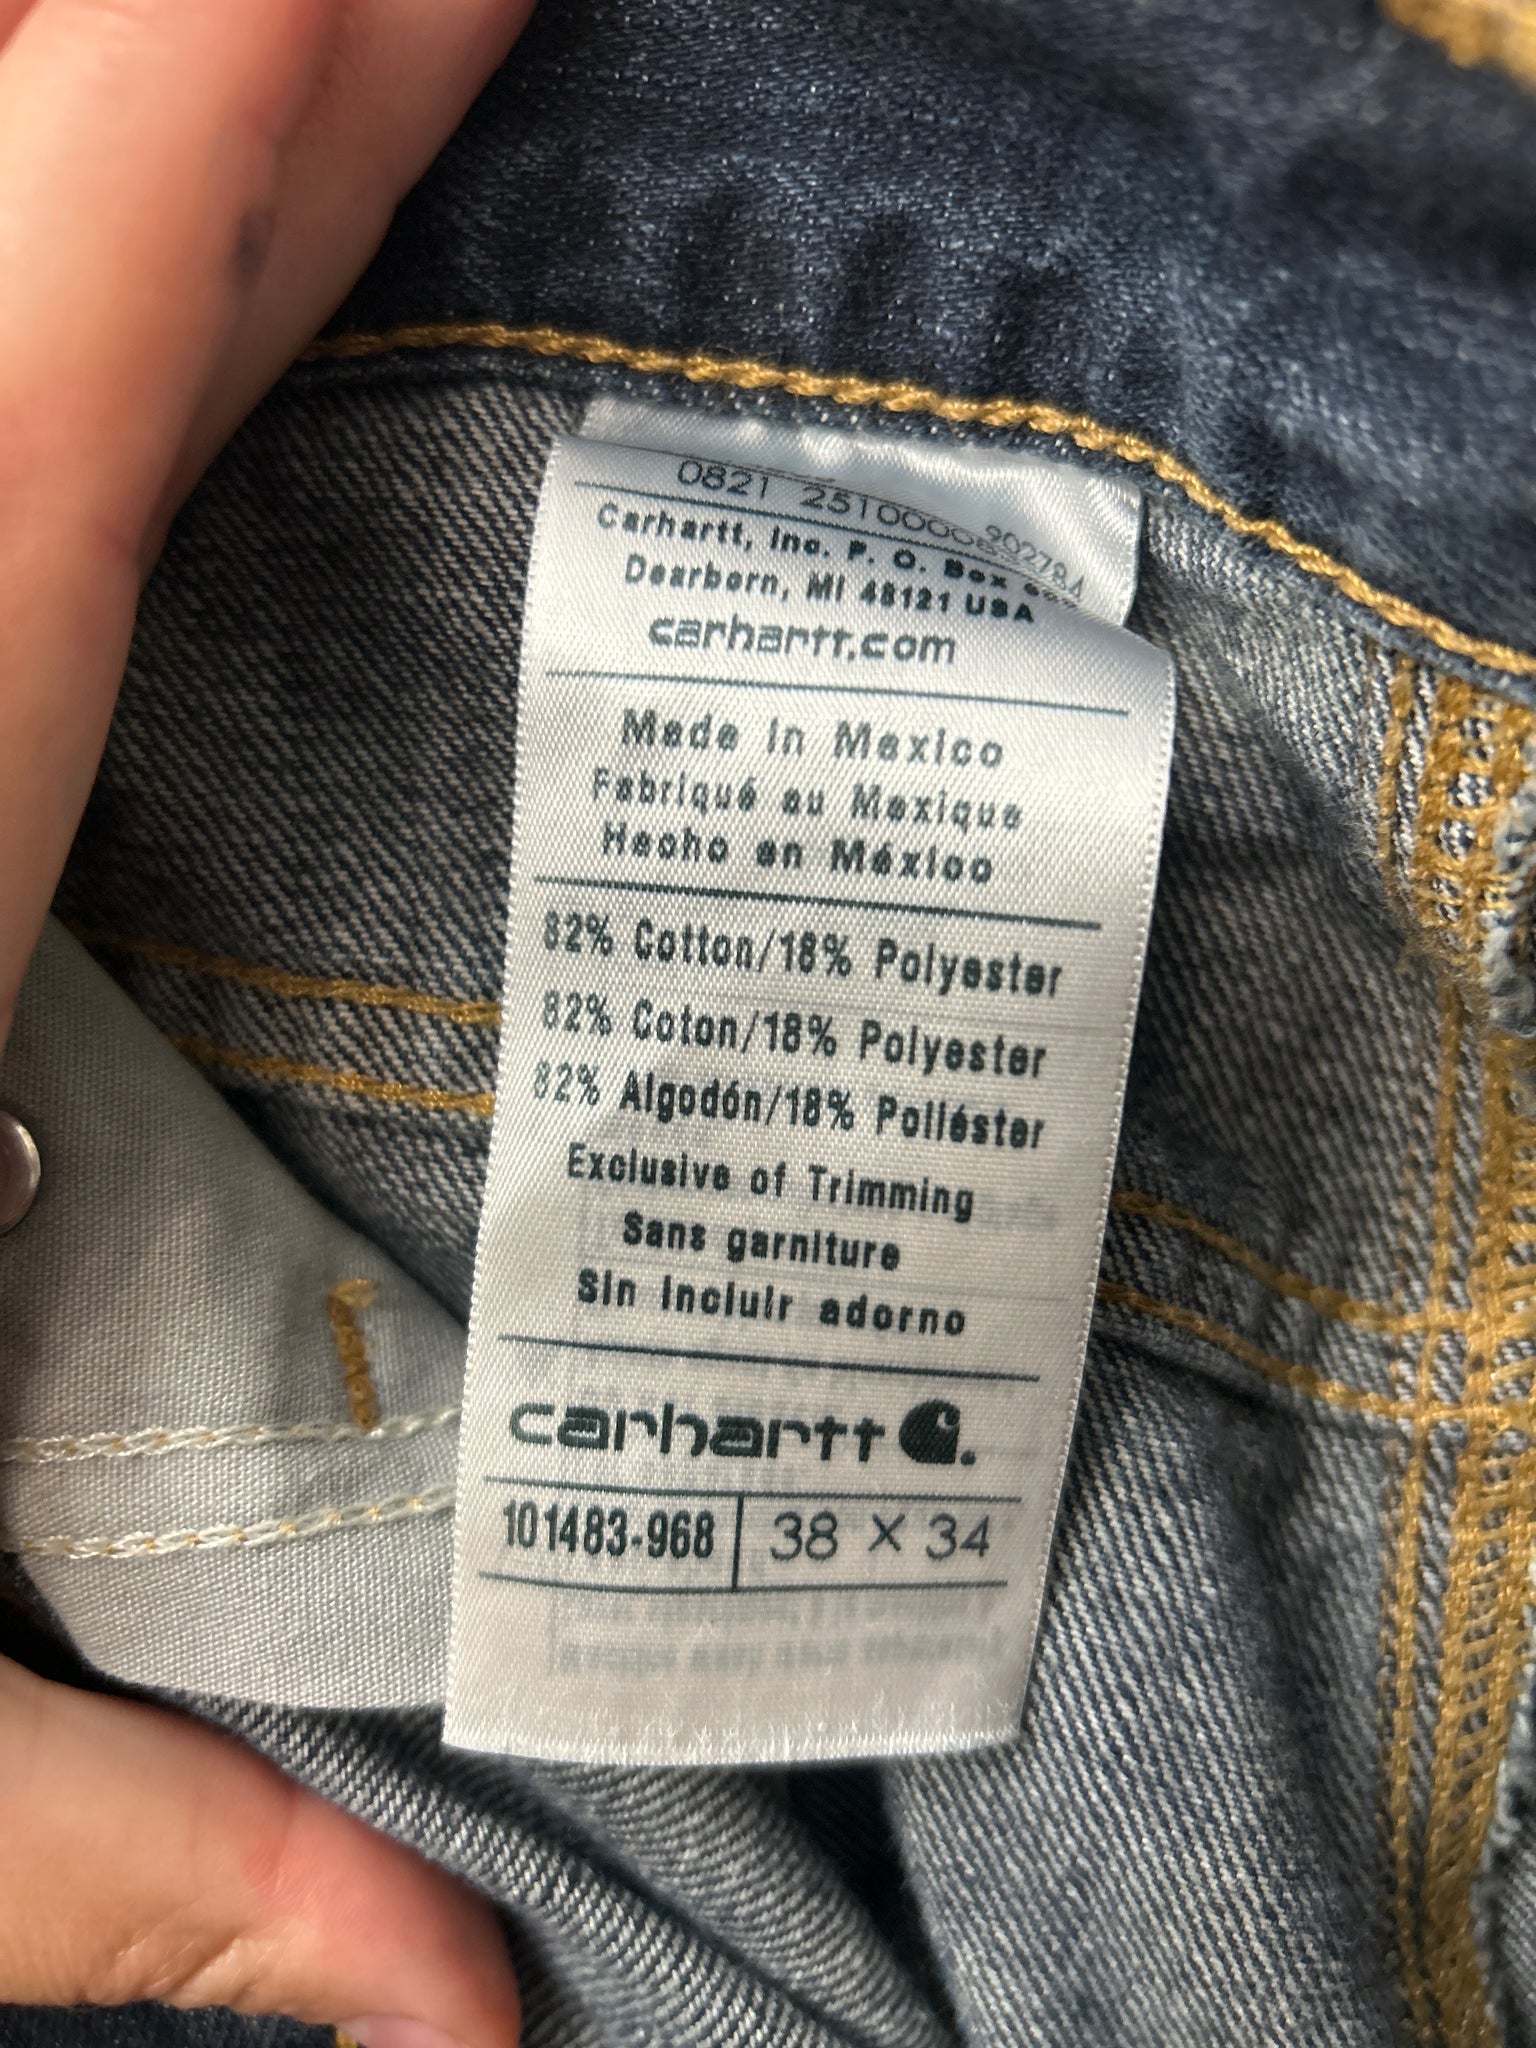 0821 251000
902784
Carhartt, Inc. P. O. Box
Dearborn, MI 48121 USA
carhartt.com
Made in Mexico
Fabriqué au Mexique
Hecho en México
82% Cotton/18% Polyester
82% Coton/18% Polyester
82% Algodón/18% Poliéster
Exclusive of Trimming
Sans garniture
Sin incluir adorno
carhartt
101483-968 38 X 34